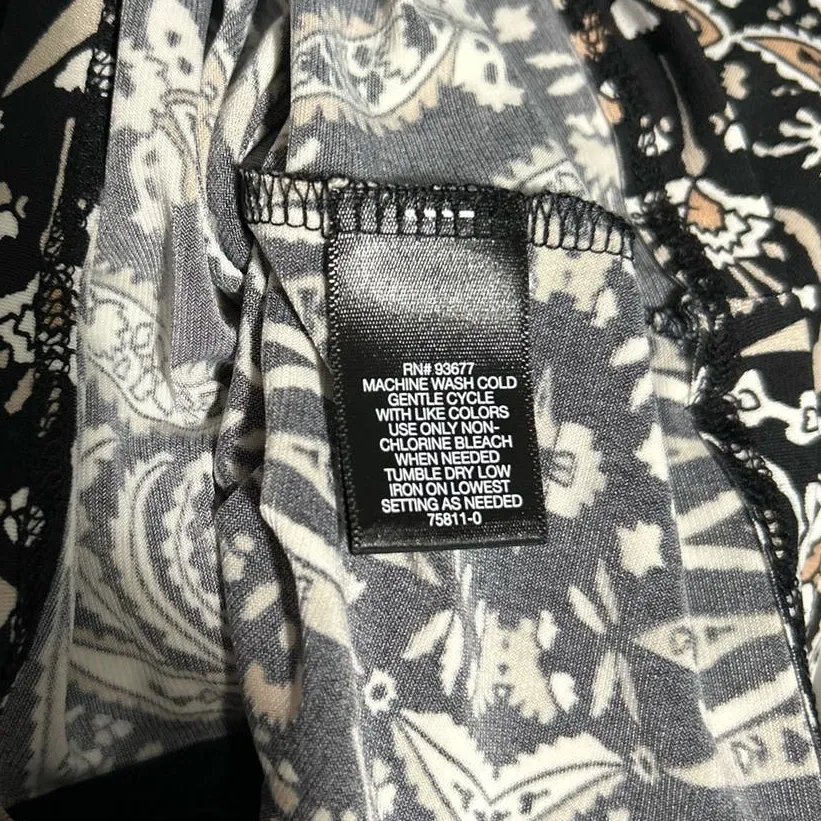 RN# 93677
MACHINE WASH COLD
GENTLE CYCLE
WITH LIKE COLORS
USE ONLY NON-
CHLORINE BLEACH
WHEN NEEDED
TUMBLE DRY LOW
IRON ON LOWEST
SETTING AS NEEDED
75811-0